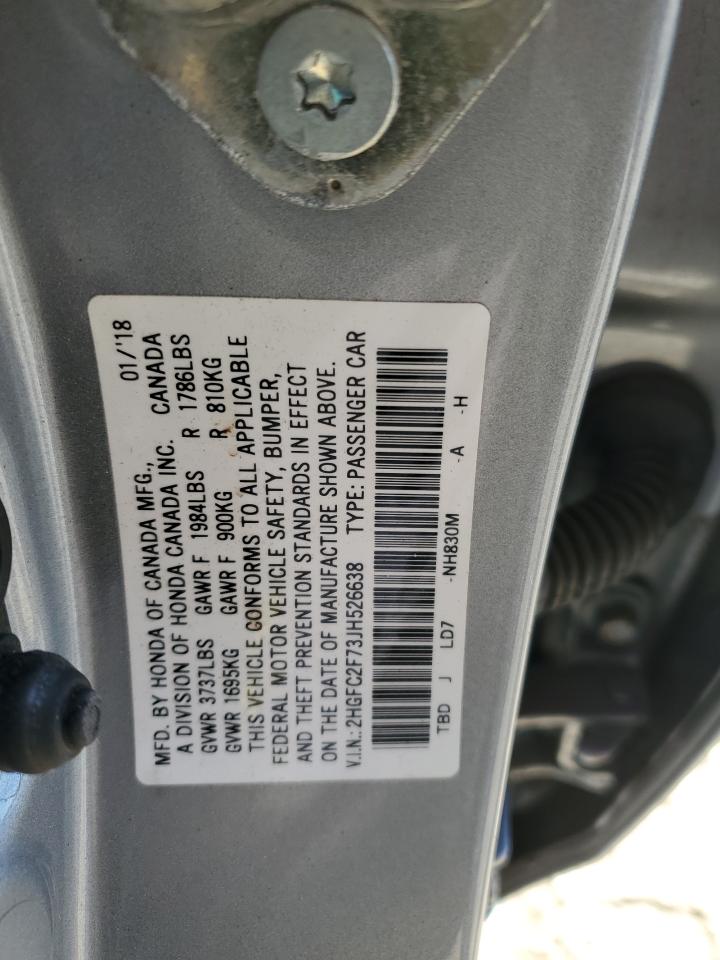 MFD. BY HONDA OF CANADA MFG., 01/'18
A DIVISION OF HONDA CANADA INC. CANADA
GVWR 3737LBS GAWR F 1984LBS R 1786LBS
GVWR 1695KG GAWR F 900KG R 810KG
THIS VEHICLE CONFORMS TO ALL APPLICABLE
FEDERAL MOTOR VEHICLE SAFETY, BUMPER,
AND THEFT PREVENTION STANDARDS IN EFFECT
ON THE DATE OF MANUFACTURE SHOWN ABOVE.
V.I.N.: 2HGFC2F73JH526638 TYPE: PASSENGER CAR
TBD J LD7 -NH830M -A -H